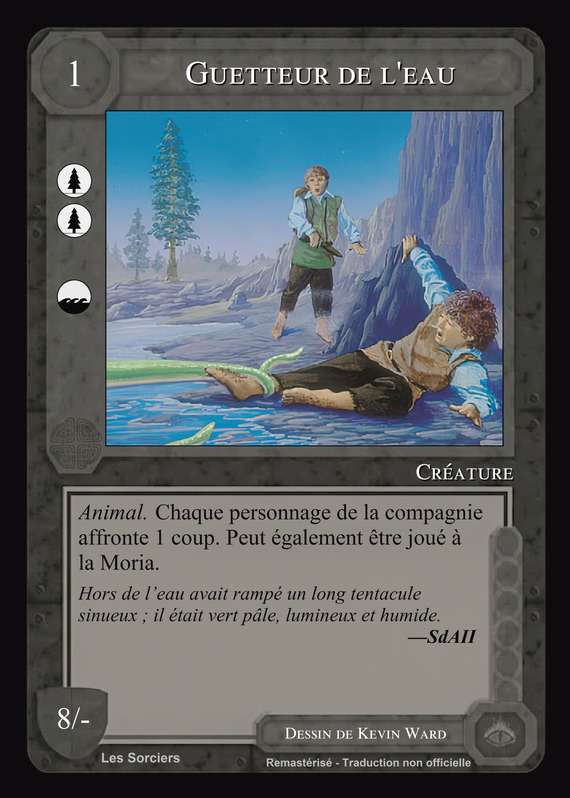 1
GUETTEUR DE L'EAU
CRÉATURE
Animal. Chaque personnage de la compagnie
affronte 1 coup. Peut également être joué à
la Moria.
Hors de l’eau avait rampé un long tentacule
sinueux ; il était vert pâle, lumineux et humide.
—SdAII
8/-
DESSIN DE KEVIN WARD
Les Sorciers
Remastérisé - Traduction non officielle